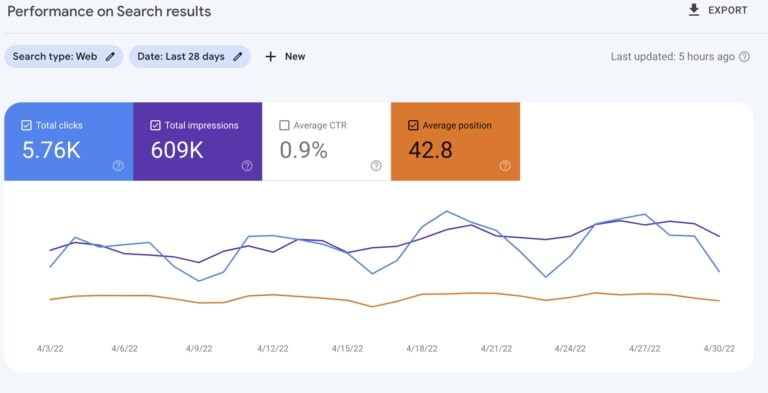 Performance on Search results
EXPORT
Search type: Web
Date: Last 28 days
+ New
Last updated: 5 hours ago
Total clicks
5.76K
Total impressions
609K
Average CTR
0.9%
Average position
42.8
4/3/22 4/6/22 4/9/22 4/12/22 4/15/22 4/18/22 4/21/22 4/24/22 4/27/22 4/30/22